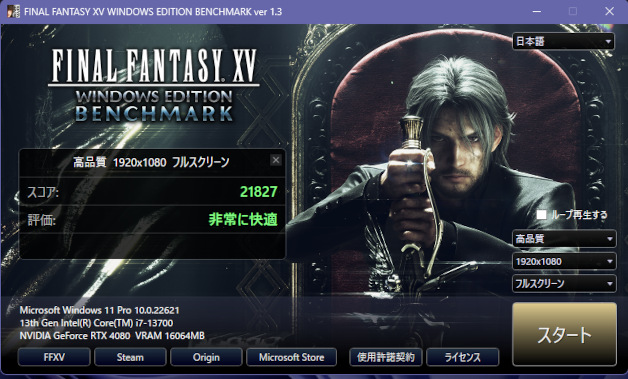 FINAL FANTASY XV WINDOWS EDITION BENCHMARK ver 1.3
日本語
FINAL FANTASY XV
WINDOWS EDITION
BENCHMARK
高品質 1920x1080 フルスクリーン
スコア: 21827
評価: 非常に快適
ループ再生する
高品質
1920x1080
フルスクリーン
Microsoft Windows 11 Pro 10.0.22621
13th Gen Intel(R) Core(TM) i7-13700
NVIDIA GeForce RTX 4080 VRAM 16064MB
スタート
FFXV Steam Origin Microsoft Store 使用許諾契約 ライセンス